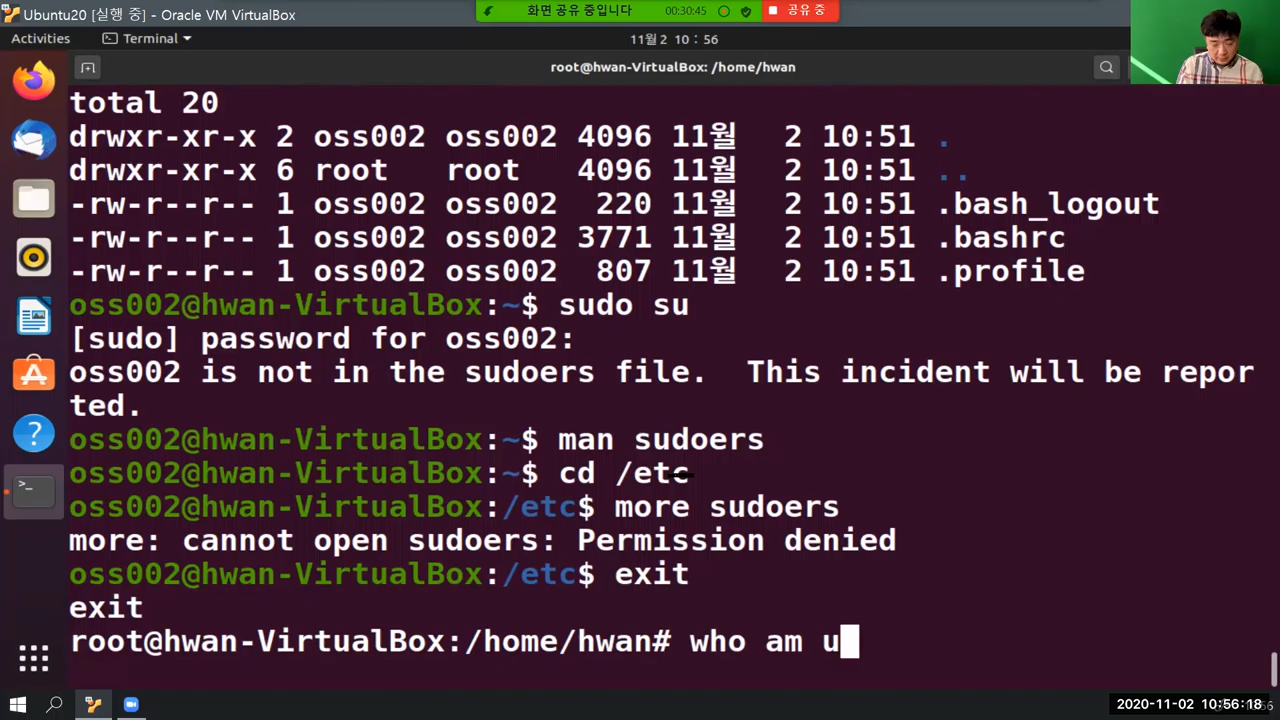 Ubuntu20 [실행 중] - Oracle VM VirtualBox
화면 공유 중입니다
00:30:45
공유 중
Activities
Terminal
11월 2 10 : 56
root@hwan-VirtualBox: /home/hwan
total 20
drwxr-xr-x 2 oss002 oss002 4096 11월  2 10:51 .
drwxr-xr-x 6 root   root   4096 11월  2 10:51 ..
-rw-r--r-- 1 oss002 oss002  220 11월  2 10:51 .bash_logout
-rw-r--r-- 1 oss002 oss002 3771 11월  2 10:51 .bashrc
-rw-r--r-- 1 oss002 oss002  807 11월  2 10:51 .profile
oss002@hwan-VirtualBox:~$ sudo su
[sudo] password for oss002:
oss002 is not in the sudoers file.  This incident will be repor
ted.
oss002@hwan-VirtualBox:~$ man sudoers
oss002@hwan-VirtualBox:~$ cd /etc
oss002@hwan-VirtualBox:/etc$ more sudoers
more: cannot open sudoers: Permission denied
oss002@hwan-VirtualBox:/etc$ exit
exit
root@hwan-VirtualBox:/home/hwan# who am u
2020-11-02 10:56:18